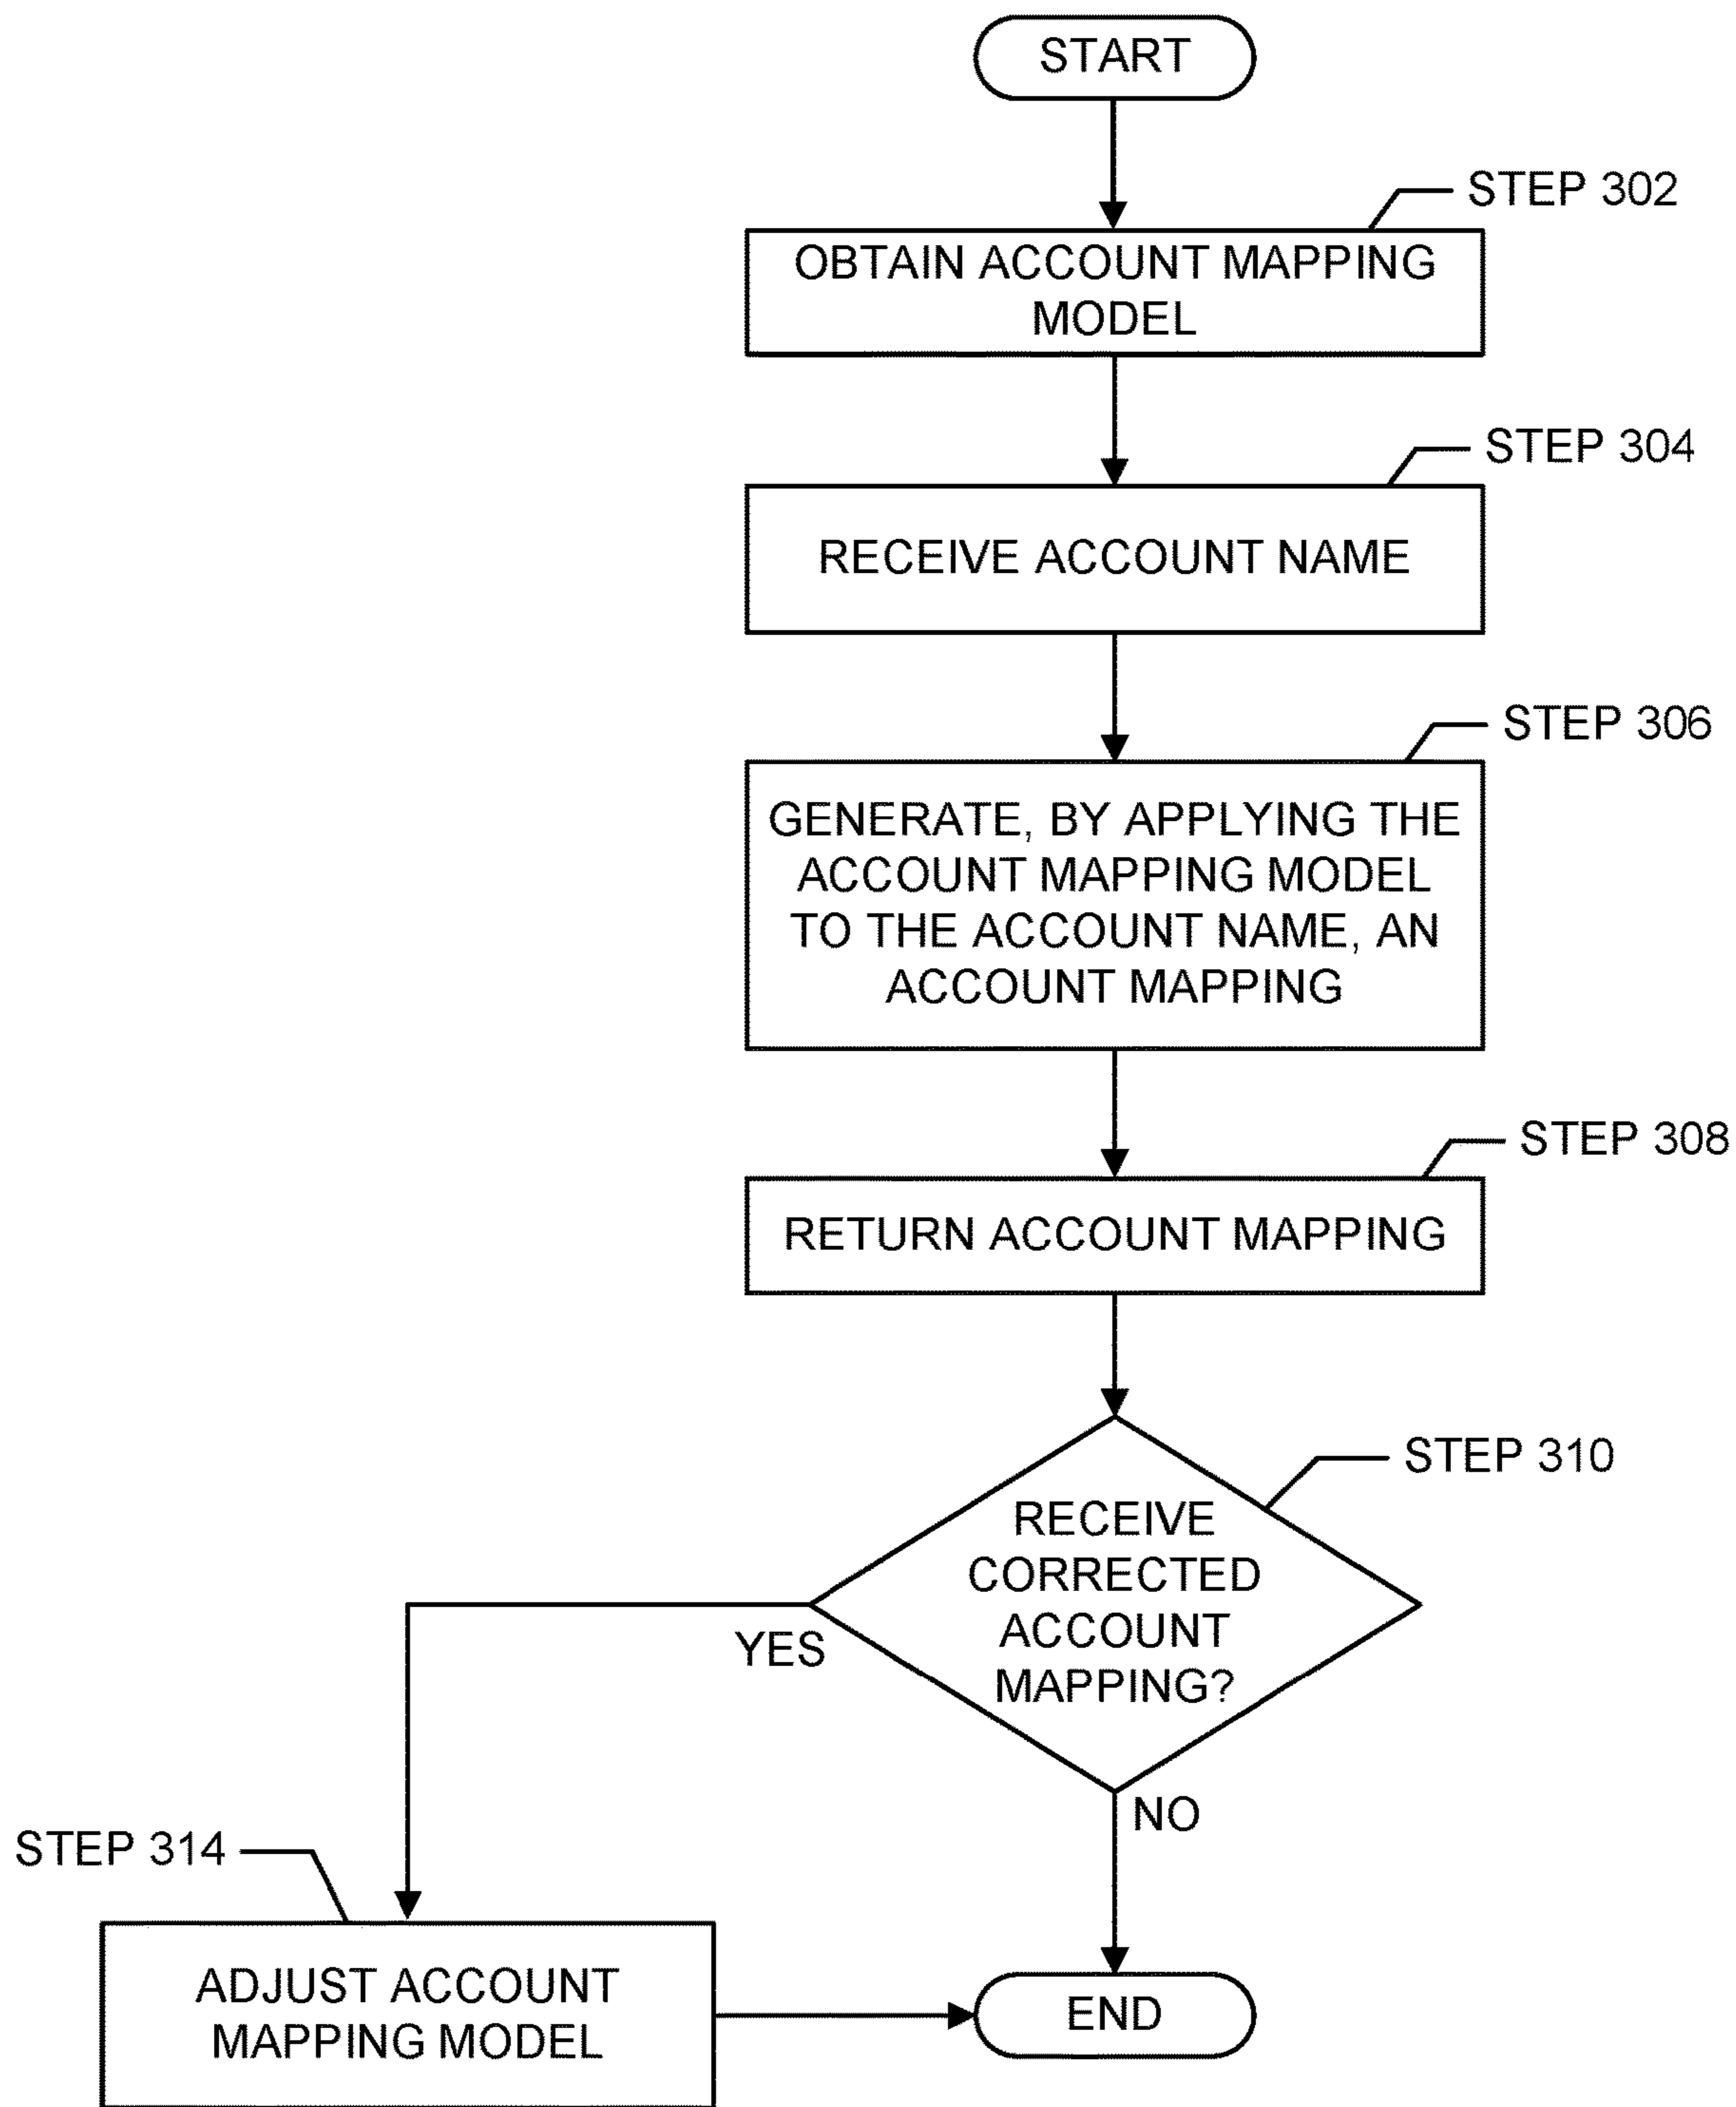 START
STEP 302
OBTAIN ACCOUNT MAPPING
MODEL
STEP 304
RECEIVE ACCOUNT NAME
STEP 306
GENERATE, BY APPLYING THE
ACCOUNT MAPPING MODEL
TO THE ACCOUNT NAME, AN
ACCOUNT MAPPING
STEP 308
RETURN ACCOUNT MAPPING
STEP 310
RECEIVE
CORRECTED
ACCOUNT
MAPPING?
YES
NO
STEP 314
ADJUST ACCOUNT
MAPPING MODEL
END